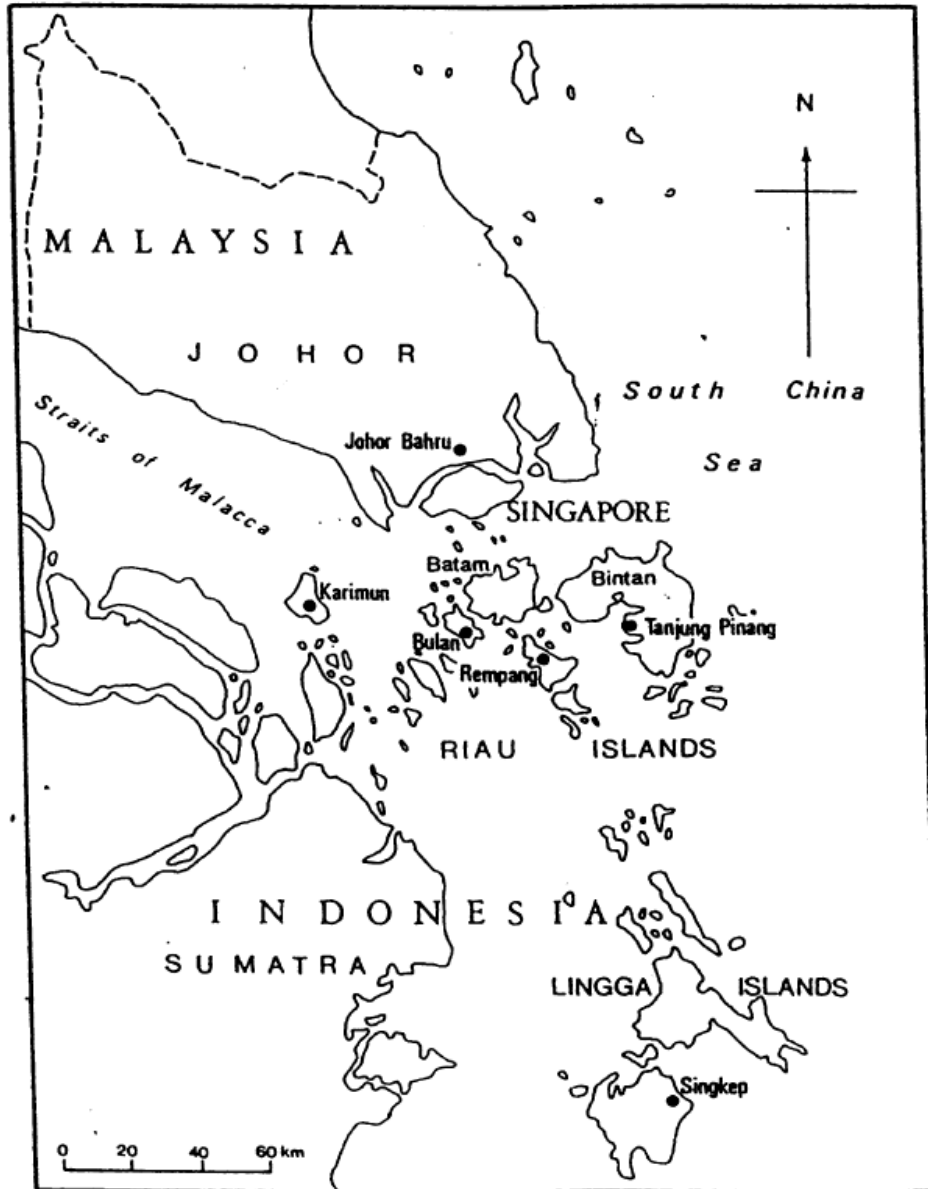 N
MALAYSIA
JOHOR
South China
Sea
Straits of Malacca
Johor Bahru
SINGAPORE
Batam
Bintan
Karimun
Tanjung Pinang
Bulan
Rempang
RIAU ISLANDS
INDONESIA
SUMATRA
LINGGA ISLANDS
Singkep
0 20 40 60 km